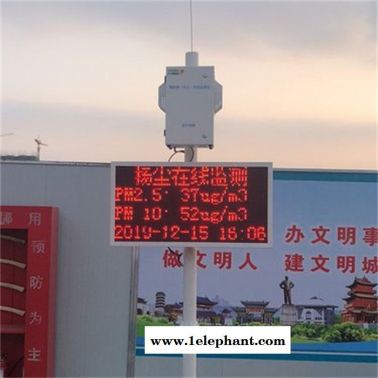 扬尘在线监测
PM2.5: 37ug/m3
PM 10: 52ug/m3
2019-12-15 16:06
办文明事
做文明人 建文明城
预防为主
www.1elephant.com